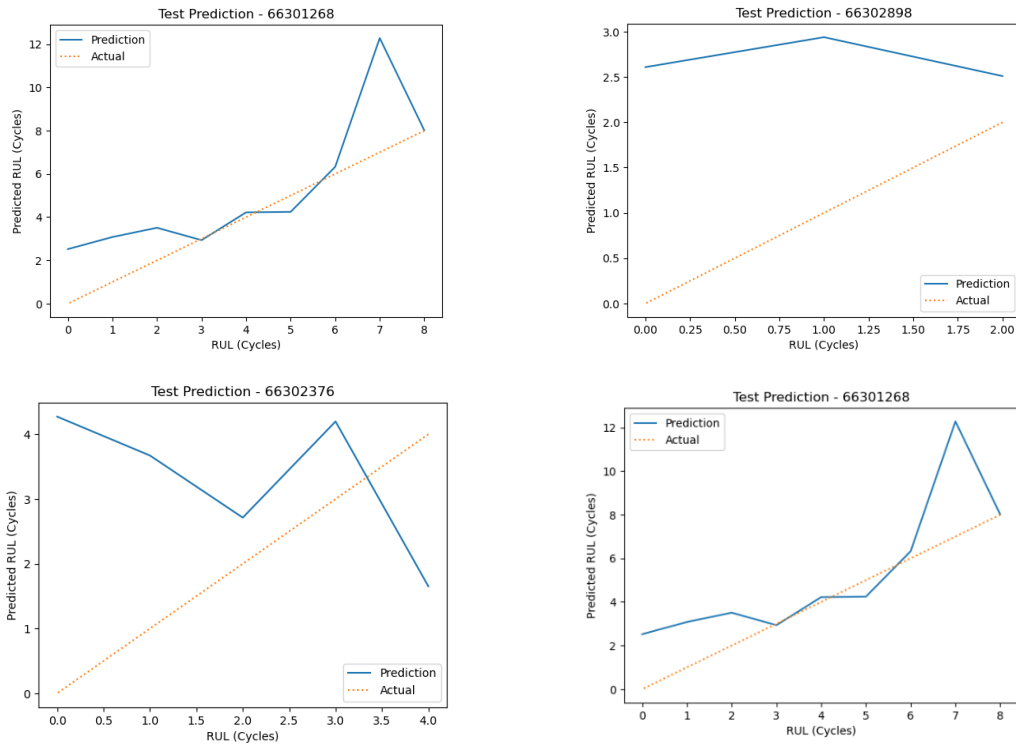 Test Prediction - 66301268
Prediction
Actual
Predicted RUL (Cycles)
12
10
8
6
4
2
0
0 1 2 3 4 5 6 7 8
RUL (Cycles)
Test Prediction - 66302898
Predicted RUL (Cycles)
3.0
2.5
2.0
1.5
1.0
0.5
0.0
Prediction
Actual
0.00 0.25 0.50 0.75 1.00 1.25 1.50 1.75 2.00
RUL (Cycles)
Test Prediction - 66302376
Predicted RUL (Cycles)
4
3
2
1
0
Prediction
Actual
0.0 0.5 1.0 1.5 2.0 2.5 3.0 3.5 4.0
RUL (Cycles)
Test Prediction - 66301268
Prediction
Actual
Predicted RUL (Cycles)
12
10
8
6
4
2
0
0 1 2 3 4 5 6 7 8
RUL (Cycles)